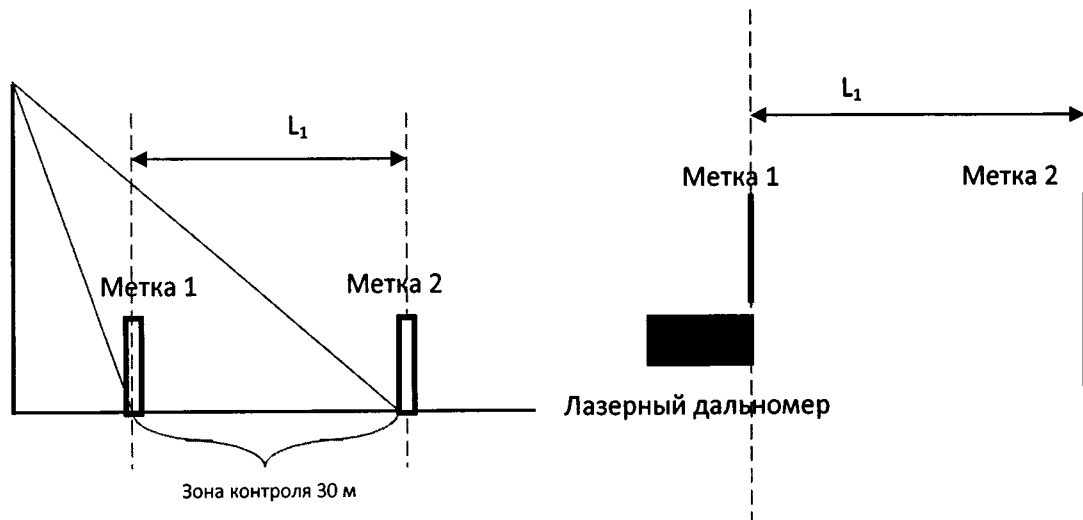 L₁
Метка 1
Метка 2
Зона контроля 30 м
L₁
Метка 1
Метка 2
Лазерный дальномер